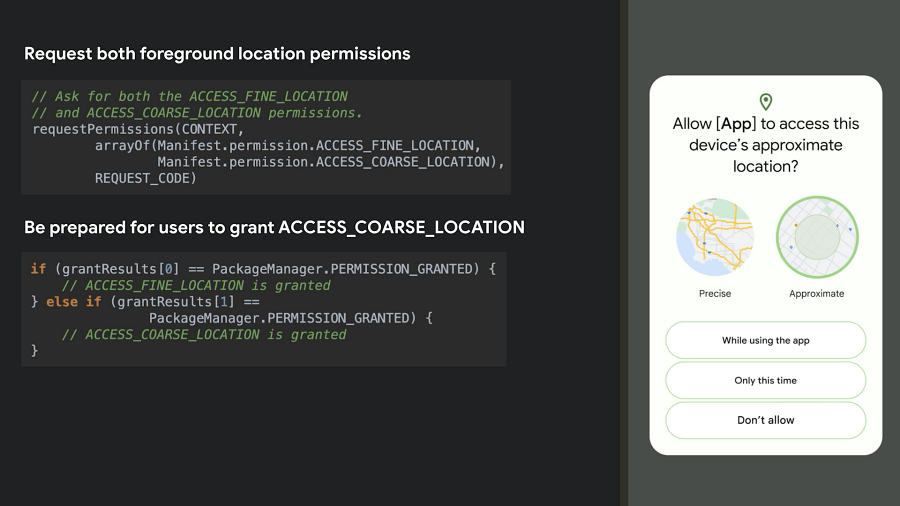 Request both foreground location permissions
// Ask for both the ACCESS_FINE_LOCATION
// and ACCESS_COARSE_LOCATION permissions.
requestPermissions(CONTEXT,
arrayOf(Manifest.permission.ACCESS_FINE_LOCATION,
Manifest.permission.ACCESS_COARSE_LOCATION),
REQUEST_CODE)
Be prepared for users to grant ACCESS_COARSE_LOCATION
if (grantResults[0] == PackageManager.PERMISSION_GRANTED) {
// ACCESS_FINE_LOCATION is granted
} else if (grantResults[1] ==
PackageManager.PERMISSION_GRANTED) {
// ACCESS_COARSE_LOCATION is granted
}
Allow [App] to access this
device's approximate
location?
Precise
Approximate
While using the app
Only this time
Don't allow